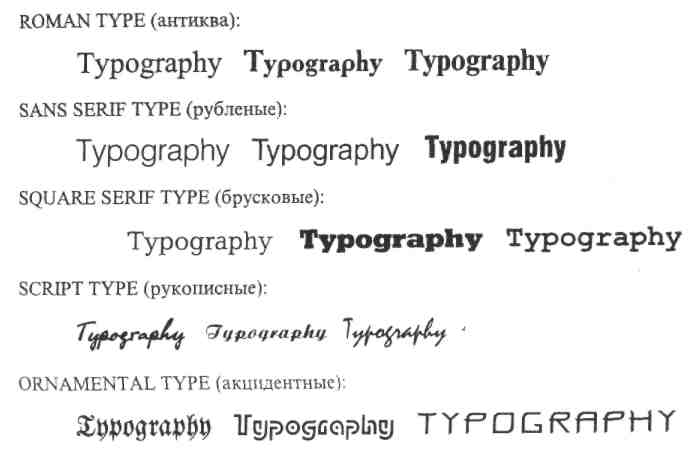 ROMAN TYPE (антиква):
Typography Typography Typography
SANS SERIF TYPE (рубленые):
Typography Typography Typography
SQUARE SERIF TYPE (брусковые):
Typography Typography Typography
SCRIPT TYPE (рукописные):
Typography Typography Typography
ORNAMENTAL TYPE (акцидентные):
Typography Typography TYPOGRAPHY